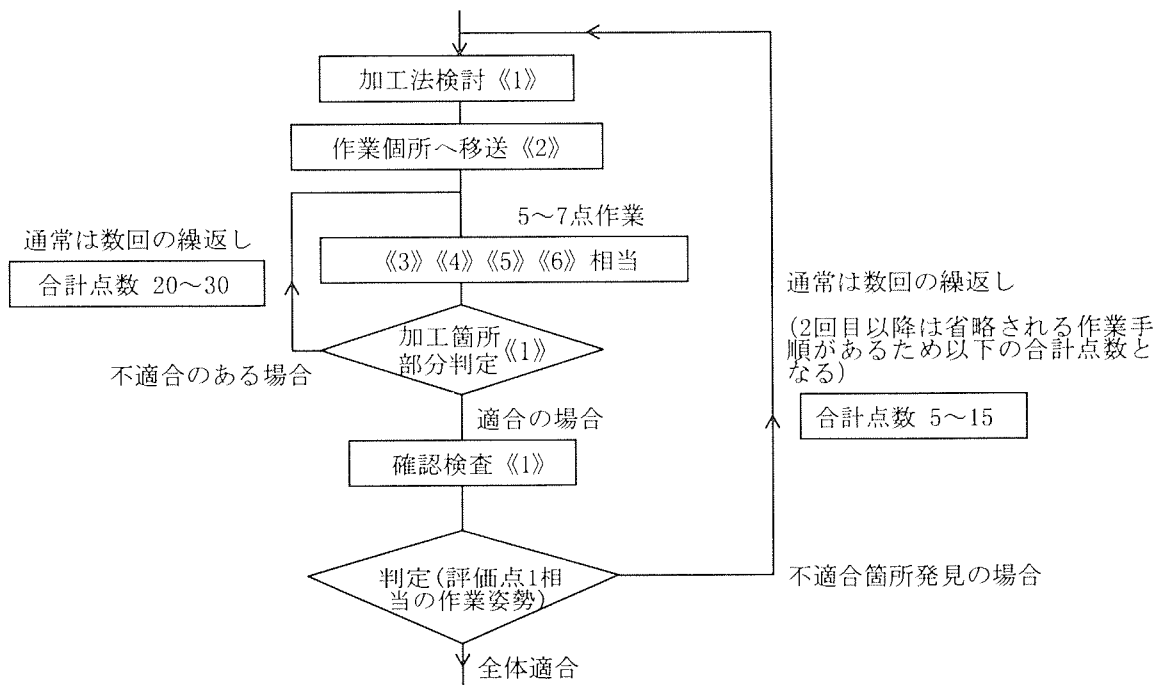 加工法検討《1》
作業個所へ移送《2》
5～7点作業
通常は数回の繰返し
合計点数 20～30
《3》《4》《5》《6》相当
加工箇所
部分判定《1》
不適合のある場合
適合の場合
確認検査《1》
通常は数回の繰返し
(2回目以降は省略される作業手
順があるため以下の合計点数と
なる)
合計点数 5～15
判定(評価点1相
当の作業姿勢)
不適合箇所発見の場合
全体適合